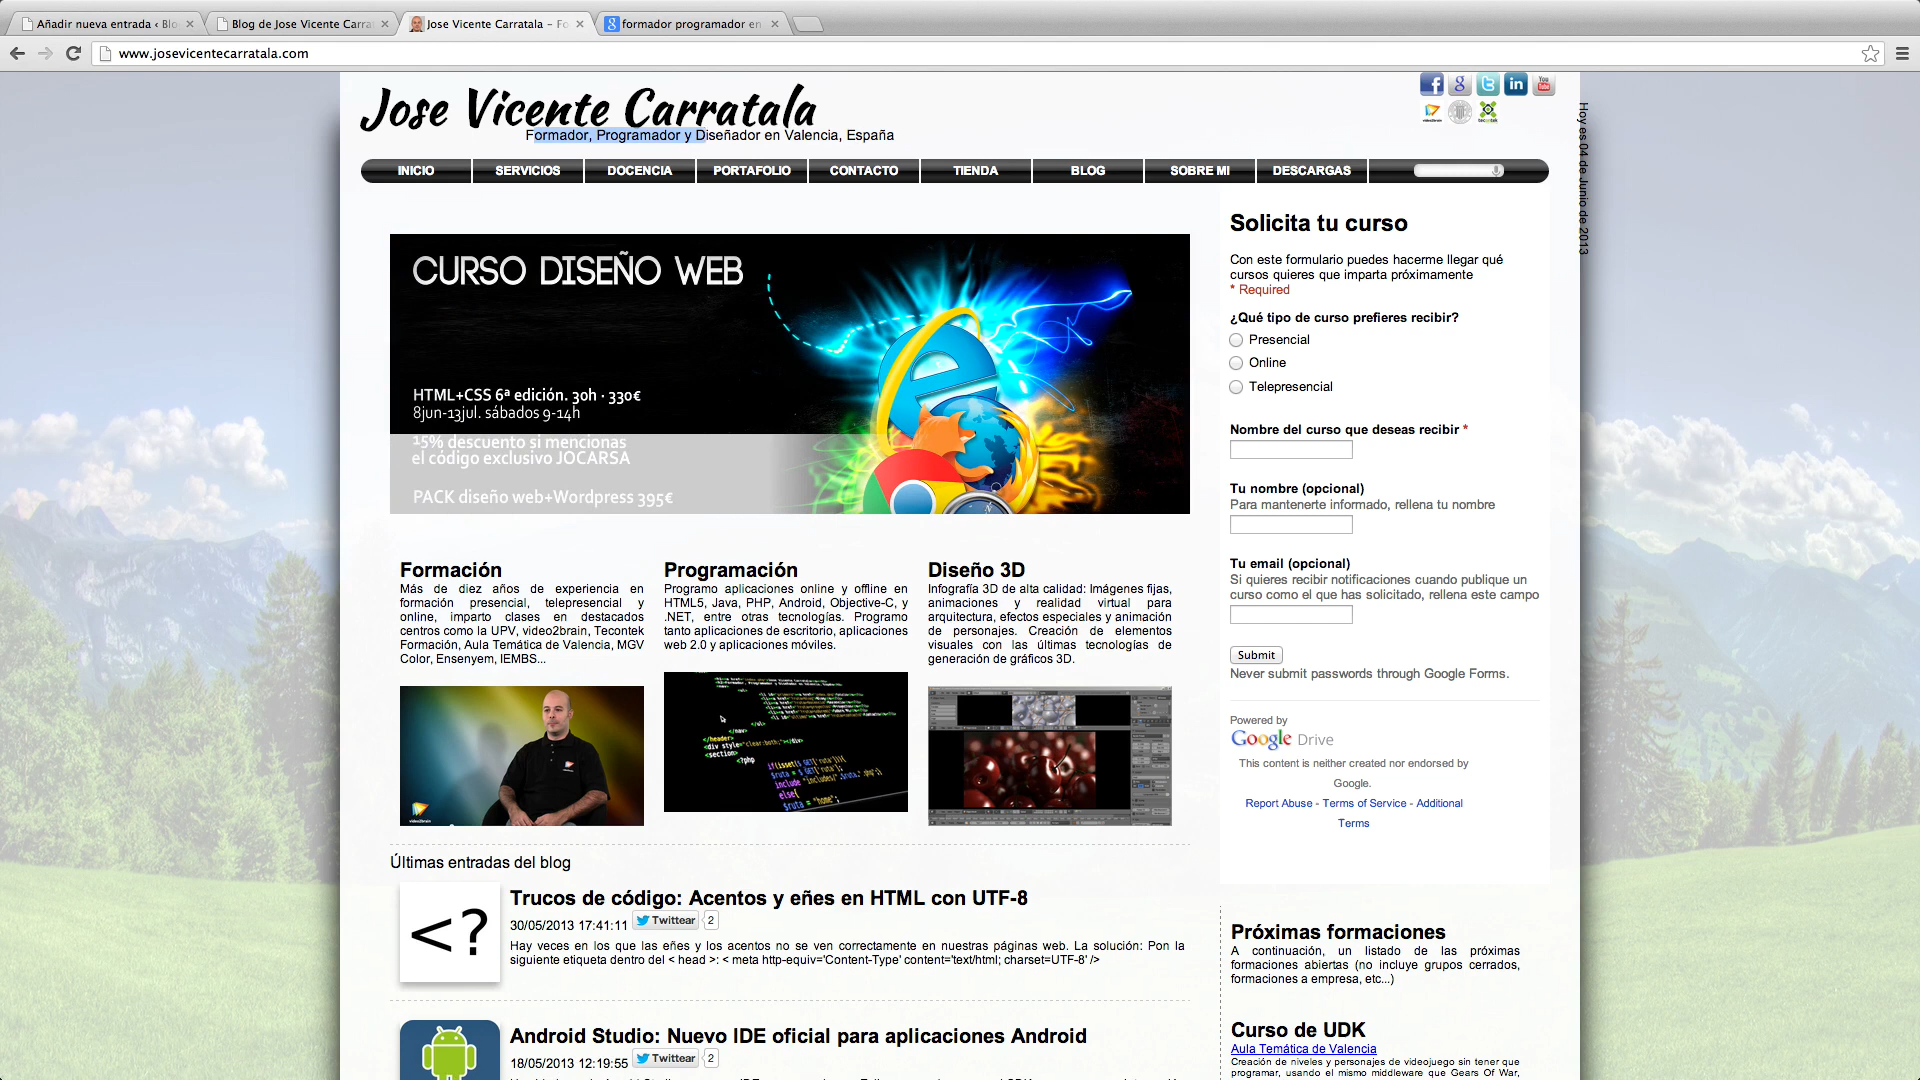 Añadir nueva entrada ‹ Blo
Blog de Jose Vicente Carrat
Jose Vicente Carratala – Fo
formador programador en
www.josevicentecarratala.com
Jose Vicente Carratala
Formador, Programador y Diseñador en Valencia, España
Hoy es 04 de Junio de 2013
INICIO
SERVICIOS
DOCENCIA
PORTAFOLIO
CONTACTO
TIENDA
BLOG
SOBRE MI
DESCARGAS
CURSO DISEÑO WEB
HTML+CSS 6ª edición. 30h · 330€
8jun-13jul. sábados 9-14h
15% descuento si mencionas
el código exclusivo JOCARSA
PACK diseño web+Wordpress 395€
Formación
Más de diez años de experiencia en
formación presencial, telepresencial y
online, imparto clases en destacados
centros como la UPV, video2brain, Tecontek
Formación, Aula Temática de Valencia, MGV
Color, Ensenyem, IEMBS...
video2brain
Programación
Programo aplicaciones online y offline en
HTML5, Java, PHP, Android, Objective-C, y
.NET, entre otras tecnologías. Programo
tanto aplicaciones de escritorio, aplicaciones
web 2.0 y aplicaciones móviles.
</nav>
</header>
<div style="clear:both;"></div>
<section>
<?php
else{
$ruta = "home";
Diseño 3D
Infografía 3D de alta calidad: Imágenes fijas,
animaciones y realidad virtual para
arquitectura, efectos especiales y animación
de personajes. Creación de elementos
visuales con las últimas tecnologías de
generación de gráficos 3D.
Últimas entradas del blog
<?
Trucos de código: Acentos y eñes en HTML con UTF-8
30/05/2013 17:41:11 Twittear 2
Hay veces en los que las eñes y los acentos no se ven correctamente en nuestras páginas web. La solución: Pon la
siguiente etiqueta dentro del < head >: < meta http-equiv='Content-Type' content='text/html; charset=UTF-8' />
Android Studio: Nuevo IDE oficial para aplicaciones Android
18/05/2013 12:19:55 Twittear 2
Solicita tu curso
Con este formulario puedes hacerme llegar qué
cursos quieres que imparta próximamente
* Required
¿Qué tipo de curso prefieres recibir?
Presencial
Online
Telepresencial
Nombre del curso que deseas recibir *
Tu nombre (opcional)
Para mantenerte informado, rellena tu nombre
Tu email (opcional)
Si quieres recibir notificaciones cuando publique un
curso como el que has solicitado, rellena este campo
Submit
Never submit passwords through Google Forms.
Powered by
Google Drive
This content is neither created nor endorsed by
Google.
Report Abuse - Terms of Service - Additional
Terms
Próximas formaciones
A continuación, un listado de las próximas
formaciones abiertas (no incluye grupos cerrados,
formaciones a empresa, etc...)
Curso de UDK
Aula Temática de Valencia
Creación de niveles y personajes de videojuego sin tener que
programar, usando el mismo middleware que Gears Of War,